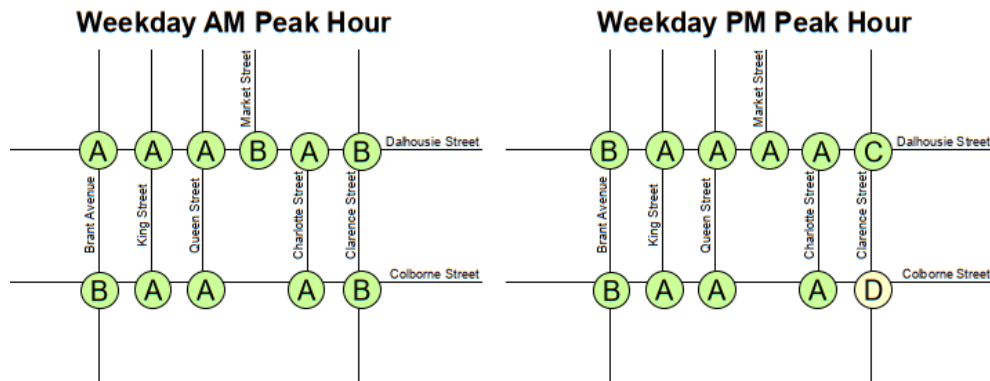 Weekday AM Peak Hour
Market Street
A A A B A B
Dalhousie Street
Brant Avenue
King Street
Queen Street
Charlotte Street
Clarence Street
Colborne Street
B A A A B
Weekday PM Peak Hour
Market Street
B A A A A C
Dalhousie Street
Brant Avenue
King Street
Queen Street
Charlotte Street
Clarence Street
Colborne Street
B A A A D